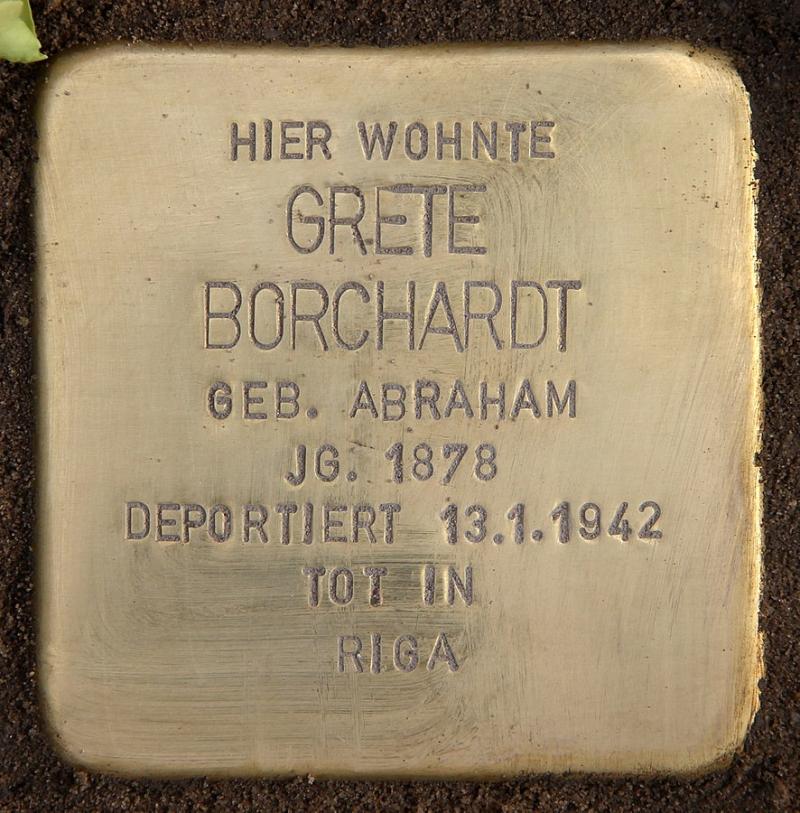 HIER WOHNTE
GRETE
BORCHARDT
GEB. ABRAHAM
JG. 1878
DEPORTIERT 13.1.1942
TOT IN
RIGA